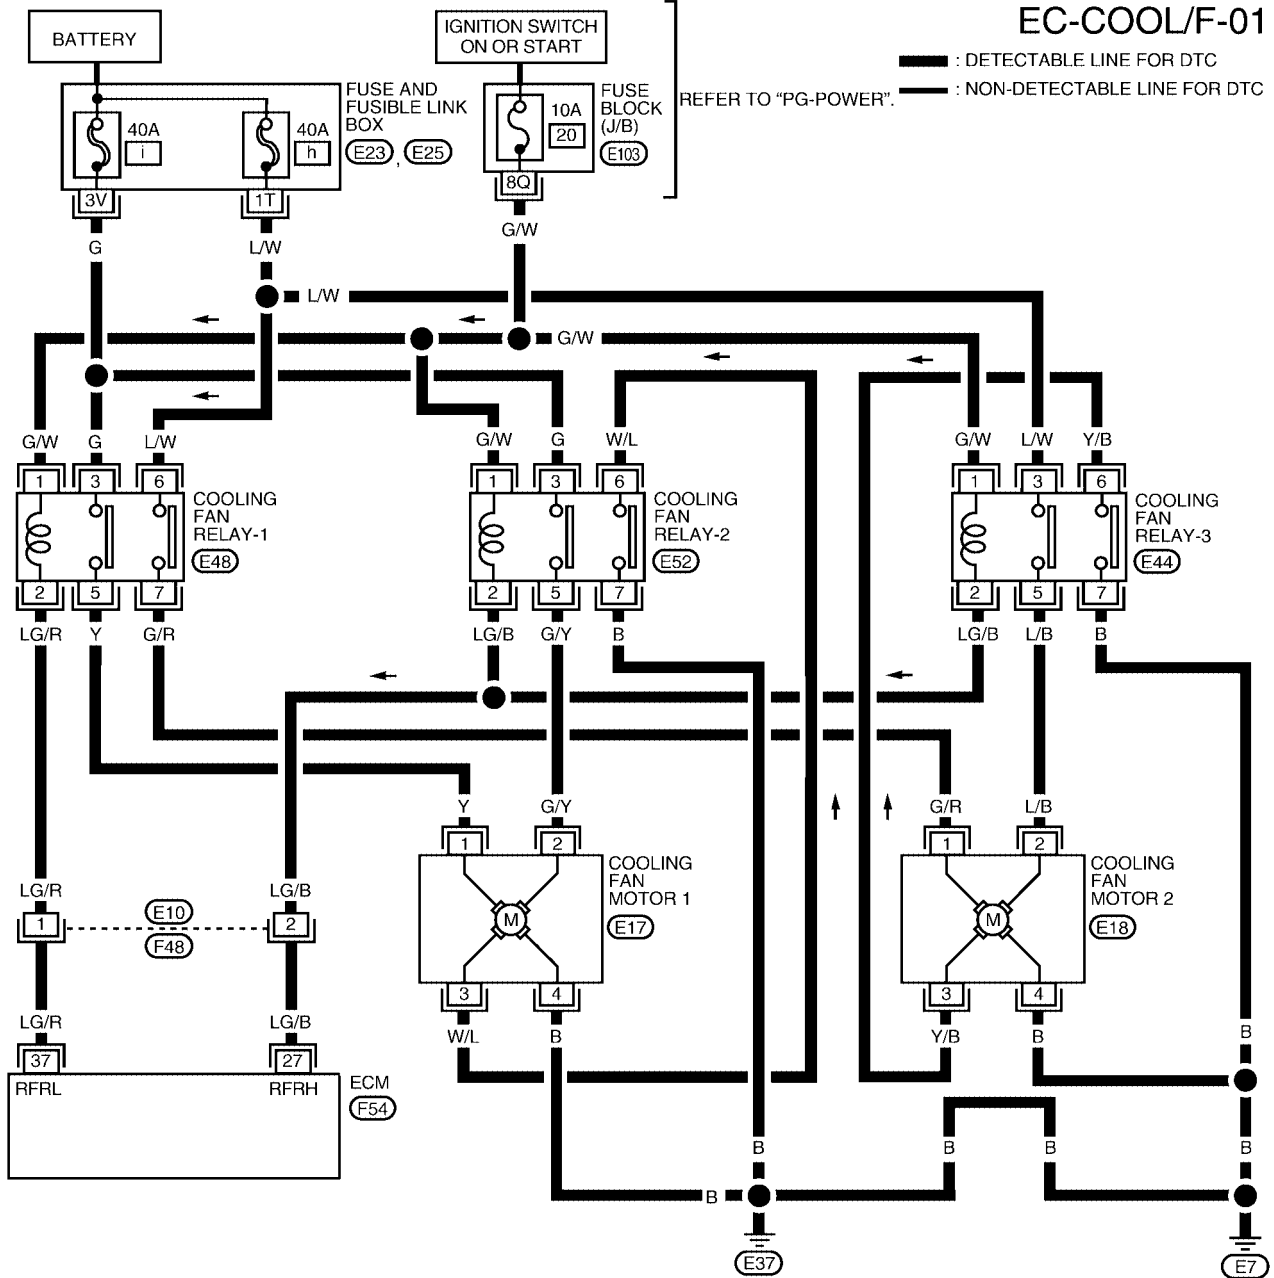 EC-COOL/F-01
BATTERY
IGNITION SWITCH
ON OR START
: DETECTABLE LINE FOR DTC
: NON-DETECTABLE LINE FOR DTC
REFER TO "PG-POWER".
40A
i
40A
h
FUSE AND
FUSIBLE LINK
BOX
E23 , E25
10A
20
FUSE
BLOCK
(J/B)
E103
3V
1T
8Q
G
L/W
G/W
L/W
G/W
G/W G L/W
G/W G W/L
G/W L/W Y/B
1 3 6
1 3 6
1 3 6
COOLING
FAN
RELAY-1
E48
COOLING
FAN
RELAY-2
E52
COOLING
FAN
RELAY-3
E44
2 5 7
2 5 7
2 5 7
LG/R Y G/R
LG/B G/Y B
LG/B L/B B
Y G/Y
G/R L/B
1 2
1 2
COOLING
FAN
MOTOR 1
E17
M
COOLING
FAN
MOTOR 2
E18
M
LG/R
LG/B
1
E10
F48
2
3 4
3 4
LG/R
LG/B
W/L B
Y/B B
B
37
27
RFRL
RFRH
ECM
F54
B
B
B
B
B
E37
E7